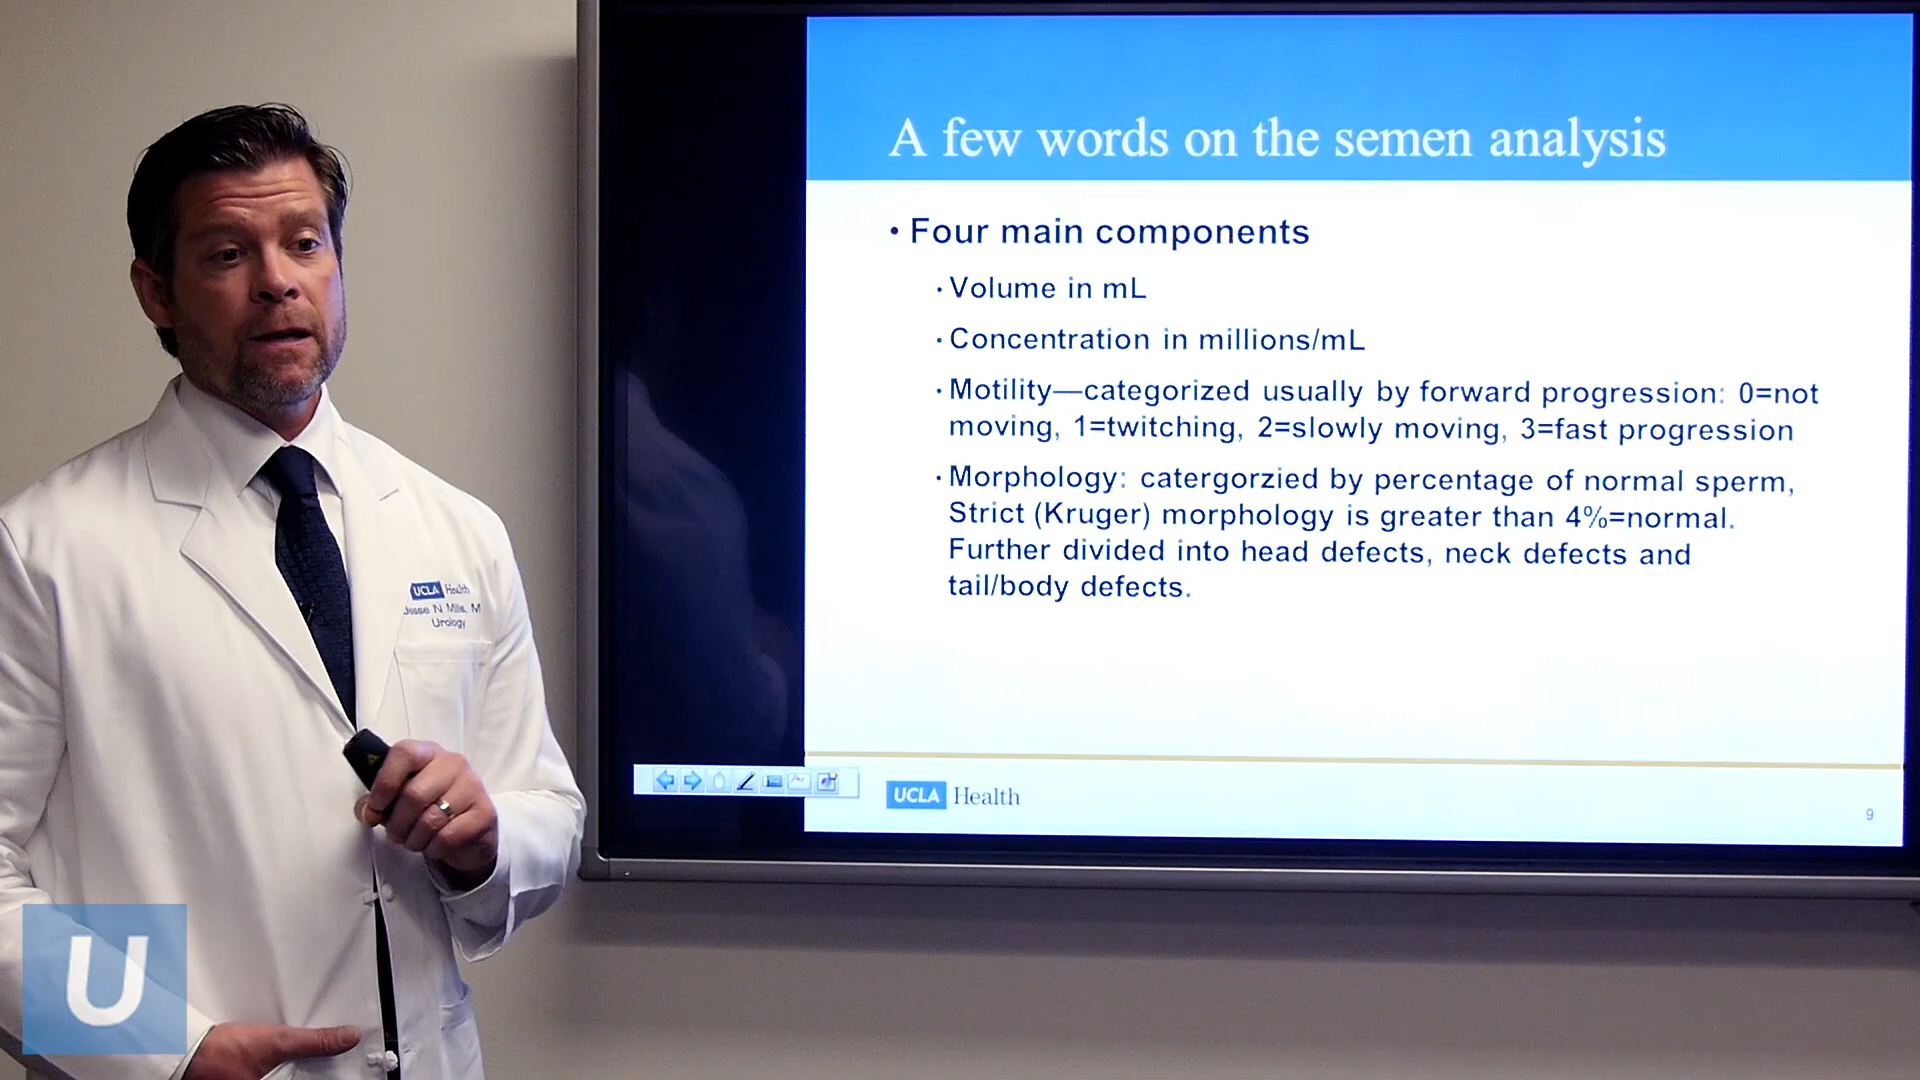 A few words on the semen analysis
• Four main components
• Volume in mL
• Concentration in millions/mL
• Motility—categorized usually by forward progression: 0=not
moving, 1=twitching, 2=slowly moving, 3=fast progression
• Morphology: catergorzied by percentage of normal sperm,
Strict (Kruger) morphology is greater than 4%=normal.
Further divided into head defects, neck defects and
tail/body defects.
UCLA Health
9
UCLA Health
Jesse N Mills, M
Urology
U